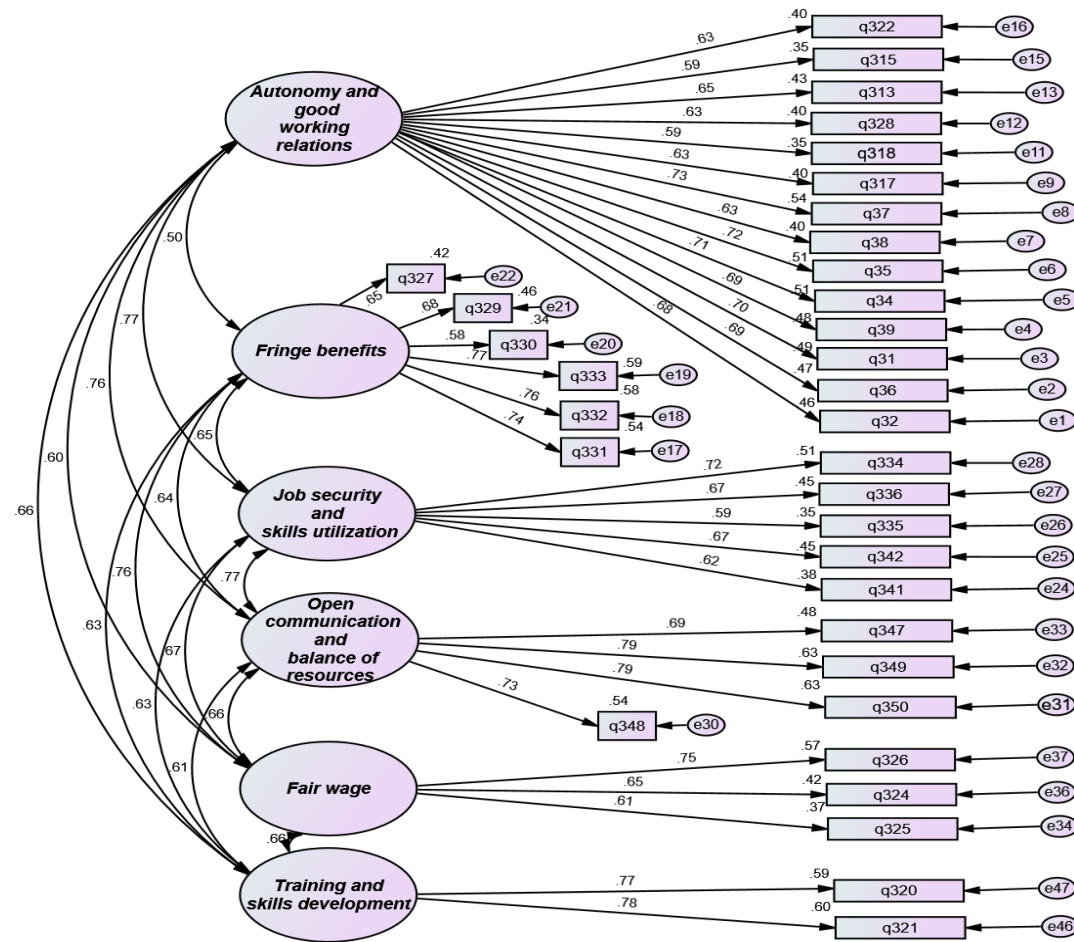 .40
q322
e16
.63
.35
q315
e15
.59
Autonomy and
good
working
relations
.43
q313
e13
.65
.40
q328
e12
.63
.35
q318
e11
.59
.40
q317
e9
.63
.54
q37
e8
.73
.40
q38
e7
.63
.51
q35
e6
.72
.51
q34
e5
.71
.48
q39
e4
.69
.49
q31
e3
.70
.47
q36
e2
.69
.46
q32
e1
.68
.50
.42
q327
e22
.65
.46
q329
e21
.68
.34
q330
e20
.58
Fringe benefits
.59
q333
e19
.77
.58
q332
e18
.76
.54
q331
e17
.74
.77
.76
.65
.60
.64
.66
.51
q334
e28
.72
.45
q336
e27
.67
Job security
and
skills utilization
.35
q335
e26
.59
.45
q342
e25
.67
.38
q341
e24
.62
.77
.76
.63
.67
Open
communication
and
balance of
resources
.48
q347
e33
.69
.63
q349
e32
.79
.63
q350
e31
.79
.54
q348
e30
.73
.63
.66
.61
Fair wage
.57
q326
e37
.75
.42
q324
e36
.65
.37
q325
e34
.61
.66
Training and
skills development
.59
q320
e47
.77
.60
q321
e46
.78